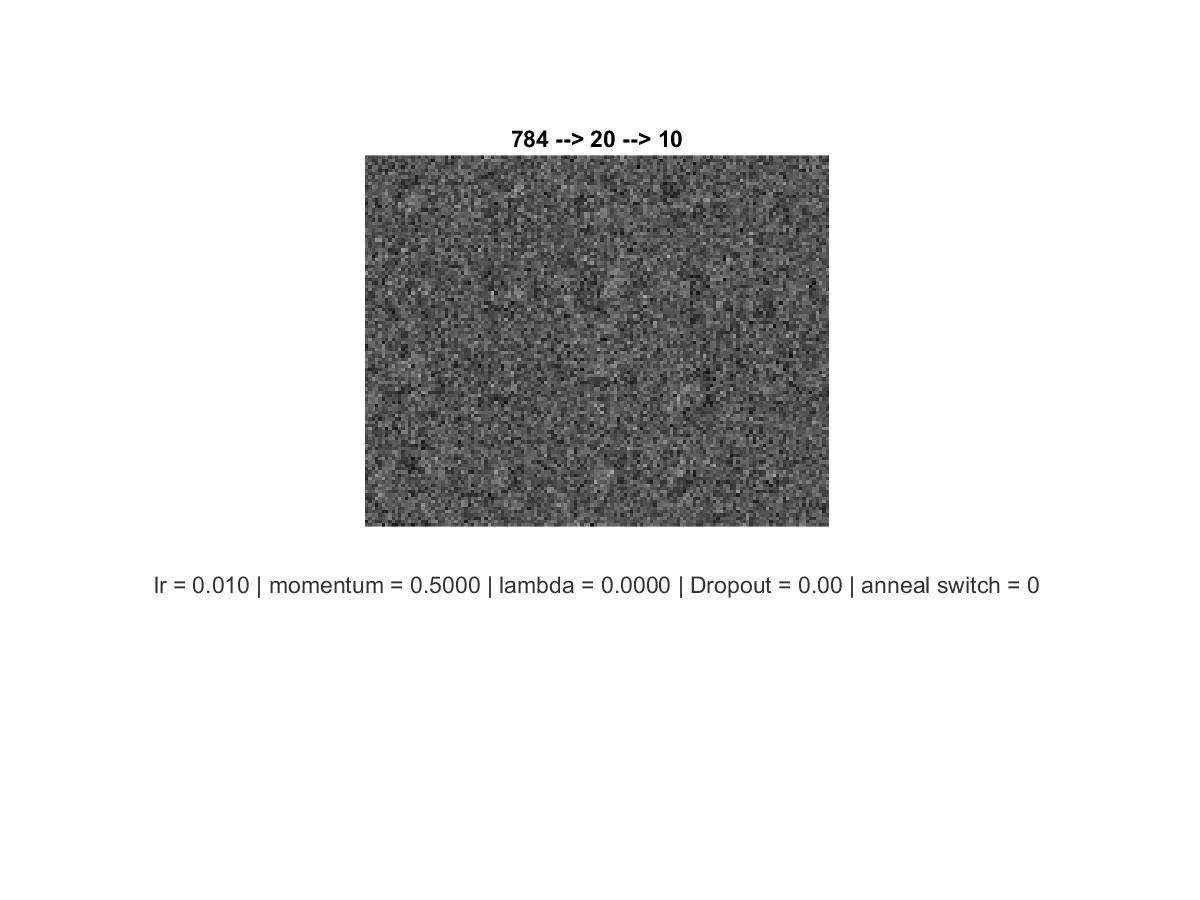 784 --> 20 --> 10
lr = 0.010 | momentum = 0.5000 | lambda = 0.0000 | Dropout = 0.00 | anneal switch = 0